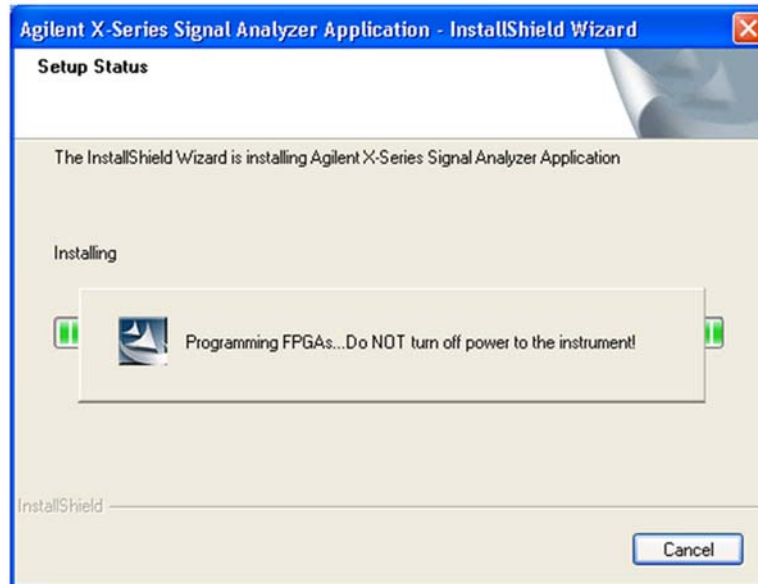 Agilent X-Series Signal Analyzer Application - InstallShield Wizard
Setup Status
The InstallShield Wizard is installing Agilent X-Series Signal Analyzer Application
Installing
Programming FPGAs...Do NOT turn off power to the instrument!
InstallShield
Cancel